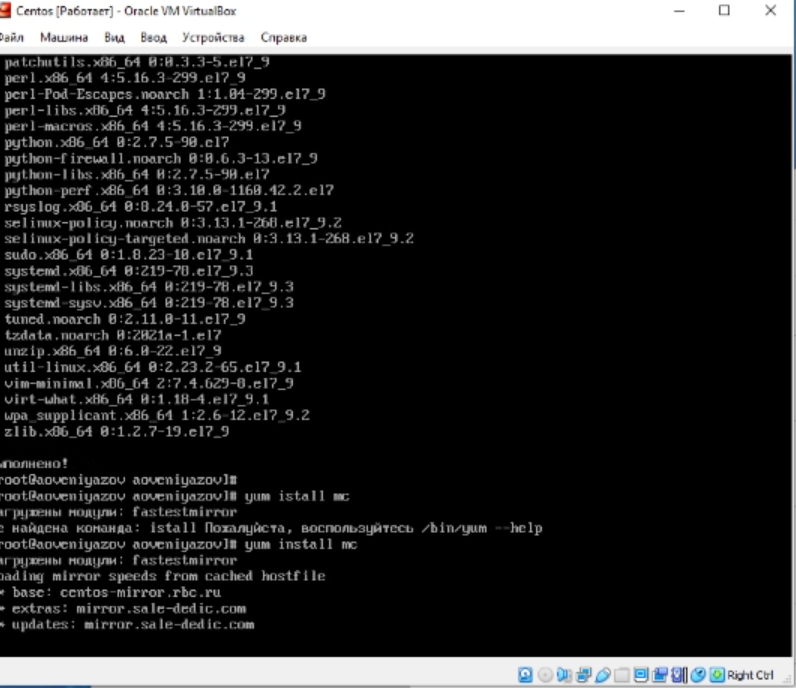 Centos [Работает] - Oracle VM VirtualBox
Файл Машина Вид Ввод Устройства Справка
patchutils.x86_64 0:0.3.3-5.el7_9
perl.x86_64 4:5.16.3-299.el7_9
perl-Pod-Escapes.noarch 1:1.04-299.el7_9
perl-libs.x86_64 4:5.16.3-299.el7_9
perl-macros.x86_64 4:5.16.3-299.el7_9
python.x86_64 0:2.7.5-90.el7
python-firewall.noarch 0:0.6.3-13.el7_9
python-libs.x86_64 0:2.7.5-90.el7
python-perf.x86_64 0:3.10.0-1160.42.2.el7
rsyslog.x86_64 0:8.24.0-57.el7_9.1
selinux-policy.noarch 0:3.13.1-268.el7_9.2
selinux-policy-targeted.noarch 0:3.13.1-268.el7_9.2
sudo.x86_64 0:1.8.23-10.el7_9.1
systemd.x86_64 0:219-78.el7_9.3
systemd-libs.x86_64 0:219-78.el7_9.3
systemd-sysv.x86_64 0:219-78.el7_9.3
tuned.noarch 0:2.11.0-11.el7_9
tzdata.noarch 0:2021a-1.el7
unzip.x86_64 0:6.0-22.el7_9
util-linux.x86_64 0:2.23.2-65.el7_9.1
vim-minimal.x86_64 2:7.4.629-8.el7_9
virt-what.x86_64 0:1.18-4.el7_9.1
wpa_supplicant.x86_64 1:2.6-12.el7_9.2
zlib.x86_64 0:1.2.7-19.el7_9
ыполнено!
root@aoveniyazov aoveniyazov]#
root@aoveniyazov aoveniyazov]# yum istall mc
агружены модули: fastestmirror
е найдена команда: istall Пожалуйста, воспользуйтесь /bin/yum --help
root@aoveniyazov aoveniyazov]# yum install mc
агружены модули: fastestmirror
oading mirror speeds from cached hostfile
* base: centos-mirror.rbc.ru
* extras: mirror.sale-dedic.com
* updates: mirror.sale-dedic.com
Right Ctrl